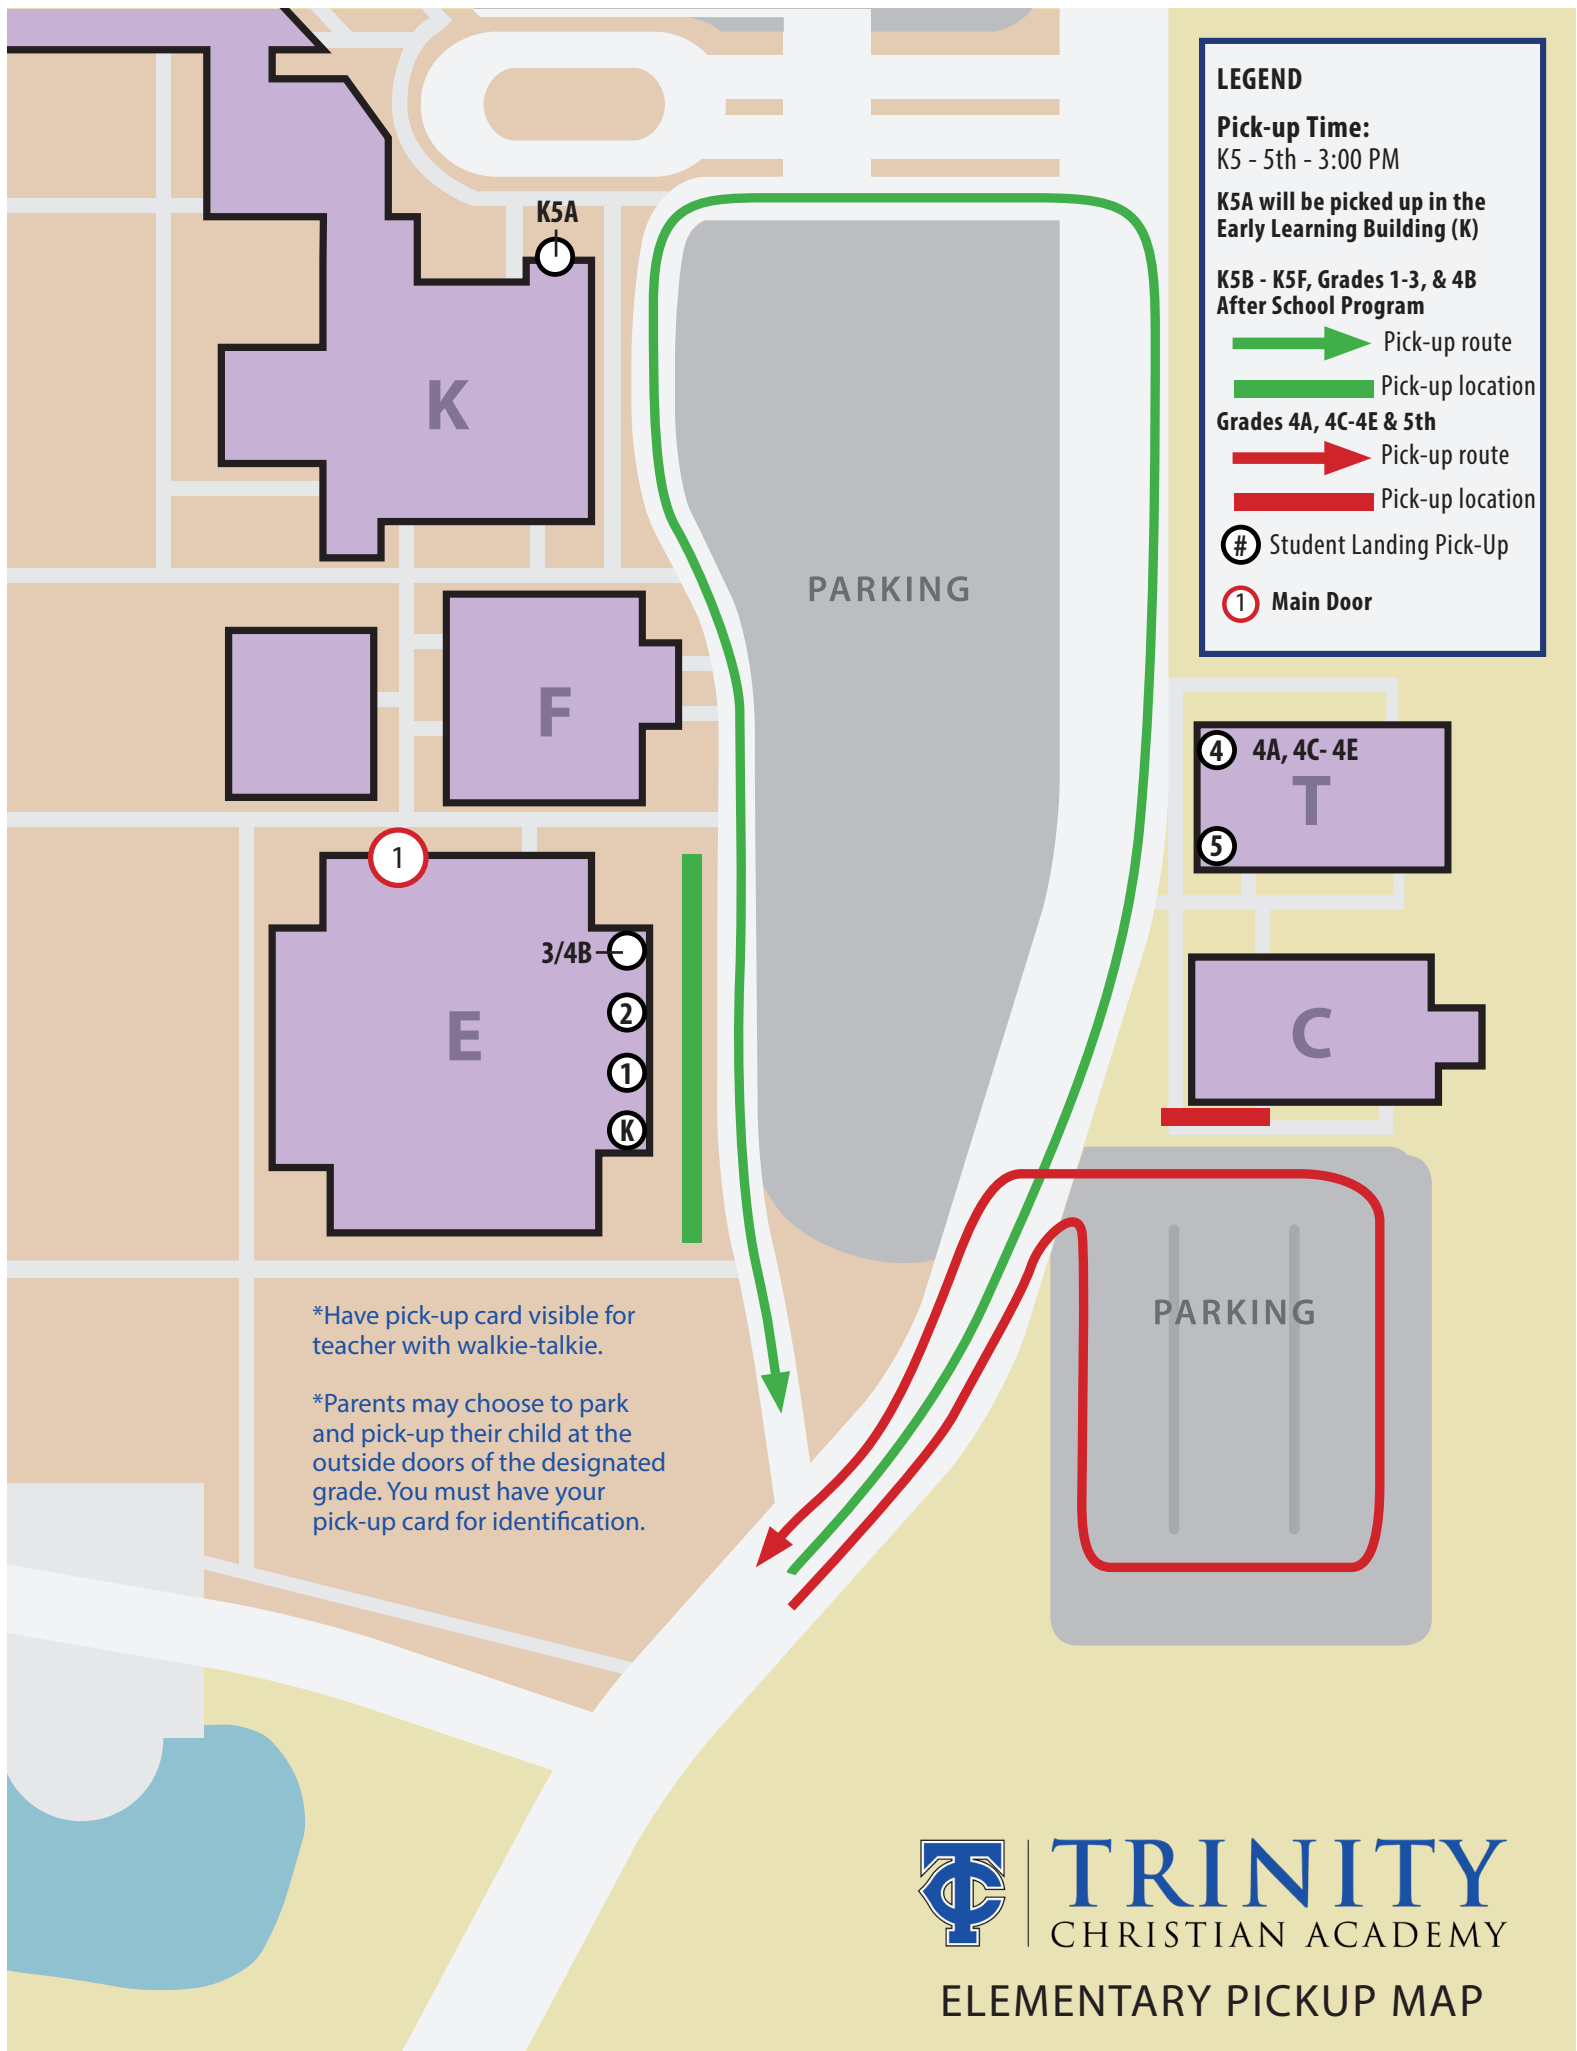 LEGEND
Pick-up Time:
K5 - 5th - 3:00 PM
K5A will be picked up in the
Early Learning Building (K)
K5B - K5F, Grades 1-3, & 4B
After School Program
Pick-up route
Pick-up location
Grades 4A, 4C-4E & 5th
Pick-up route
Pick-up location
# Student Landing Pick-Up
1 Main Door
K5A
K
PARKING
F
4 4A, 4C- 4E
T
5
1
3/4B
2
E
1
K
C
PARKING
*Have pick-up card visible for
teacher with walkie-talkie.
*Parents may choose to park
and pick-up their child at the
outside doors of the designated
grade. You must have your
pick-up card for identification.
TC
TRINITY
CHRISTIAN ACADEMY
ELEMENTARY PICKUP MAP